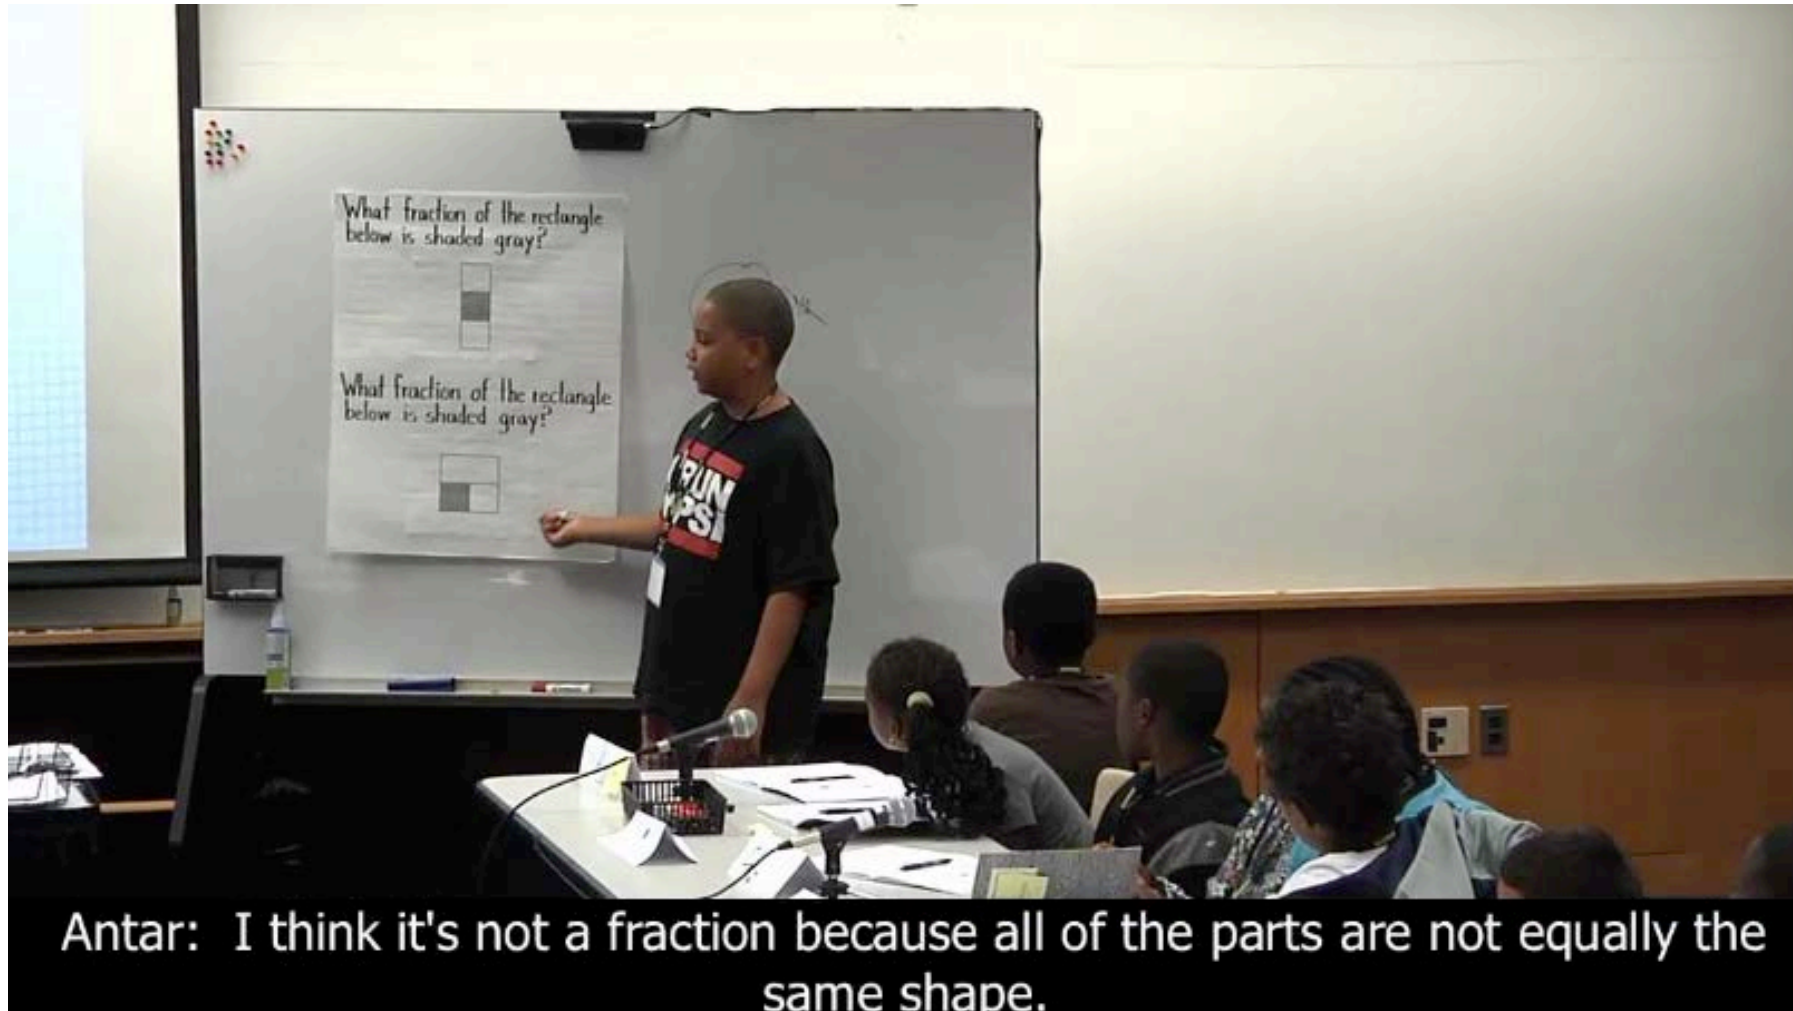 What fraction of the rectangle
below is shaded gray?
What fraction of the rectangle
below is shaded gray?
RUN
Antar: I think it's not a fraction because all of the parts are not equally the
same shape.